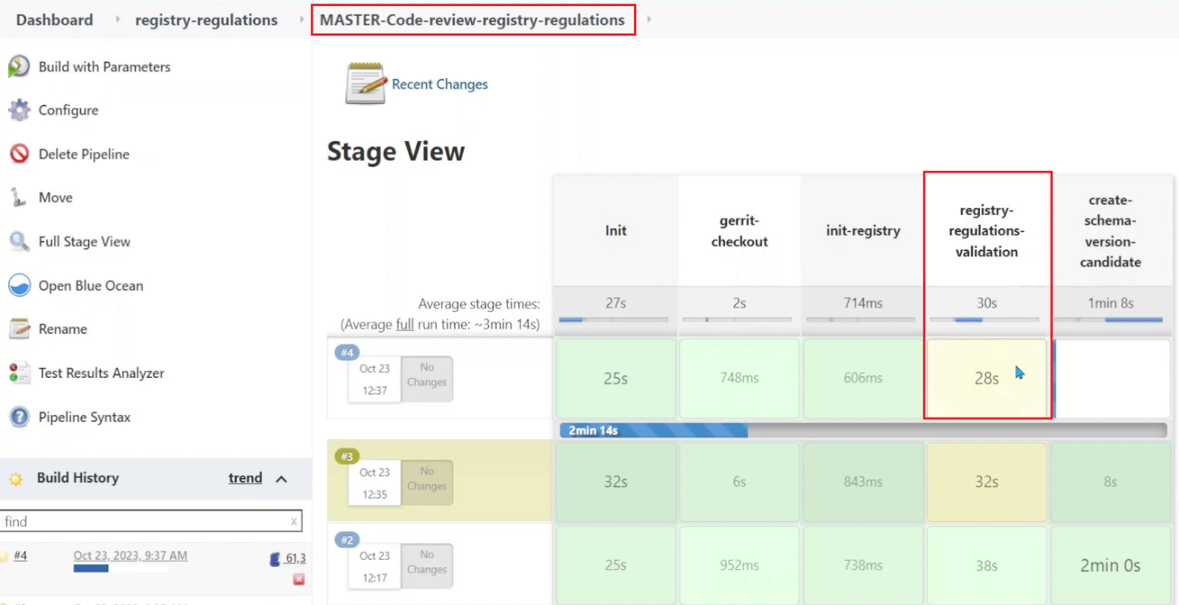 Dashboard registry-regulations MASTER-Code-review-registry-regulations
Build with Parameters
Configure
Delete Pipeline
Move
Full Stage View
Open Blue Ocean
Rename
Test Results Analyzer
Pipeline Syntax
Build History trend
find x
#4 Oct 23, 2023, 9:37 AM 61,3
Recent Changes
Stage View
Init
gerrit-
checkout
init-registry
registry-
regulations-
validation
create-
schema-
version-
candidate
Average stage times:
(Average full run time: ~3min 14s)
27s 2s 714ms 30s 1min 8s
#4
Oct 23
12:37
No
Changes
25s 748ms 606ms 28s
2min 14s
#3
Oct 23
12:35
No
Changes
32s 6s 843ms 32s 8s
#2
Oct 23
12:17
No
Changes
25s 952ms 738ms 38s 2min 0s